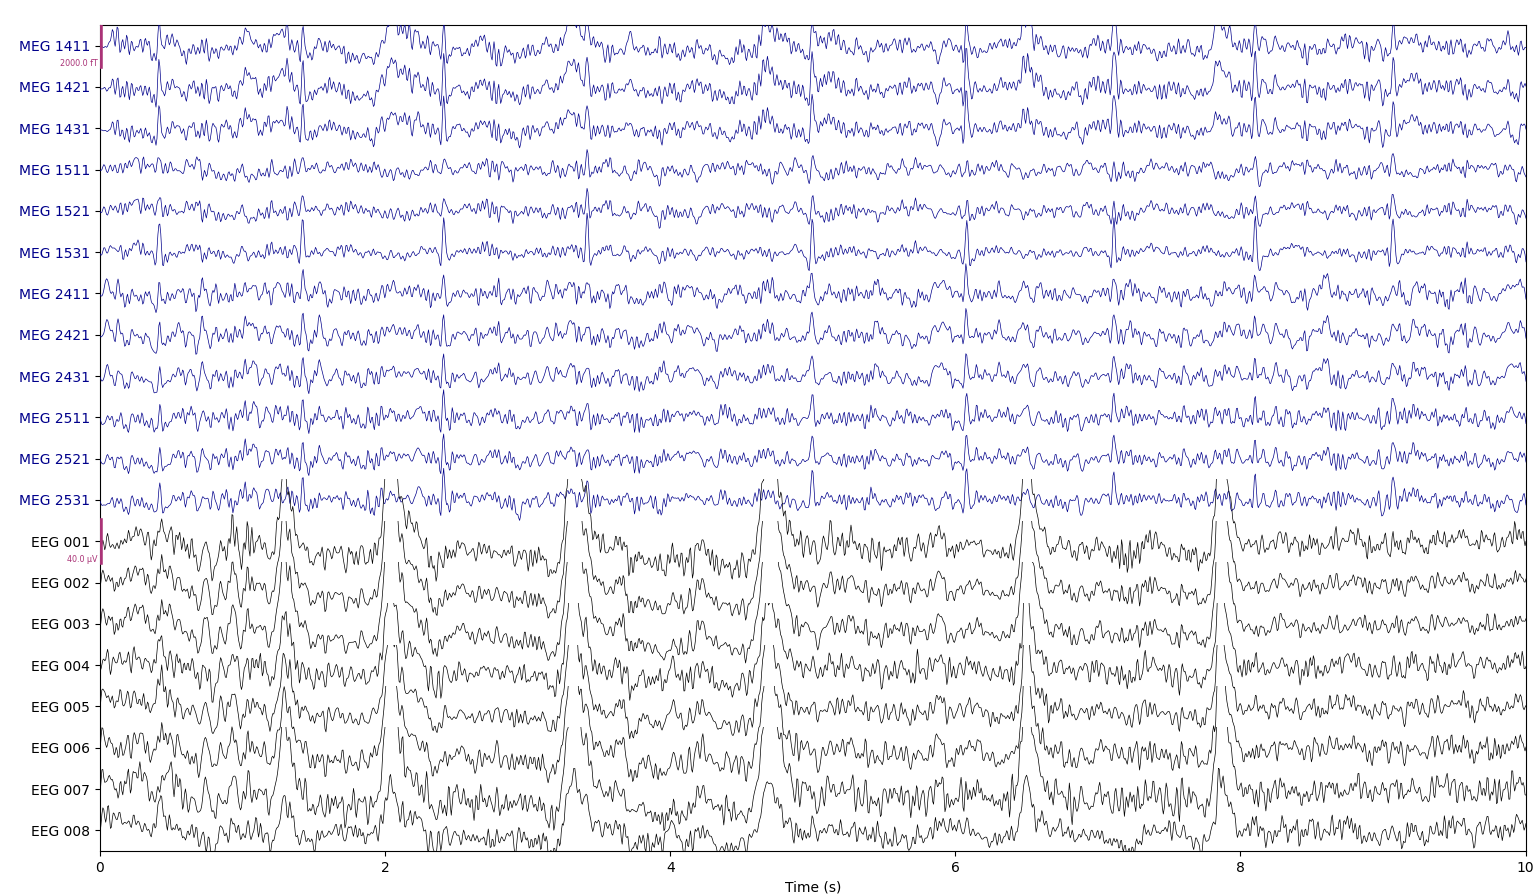 MEG 1411
2000.0 fT
MEG 1421
MEG 1431
MEG 1511
MEG 1521
MEG 1531
MEG 2411
MEG 2421
MEG 2431
MEG 2511
MEG 2521
MEG 2531
EEG 001
40.0 µV
EEG 002
EEG 003
EEG 004
EEG 005
EEG 006
EEG 007
EEG 008
0 2 4 6 8 10
Time (s)